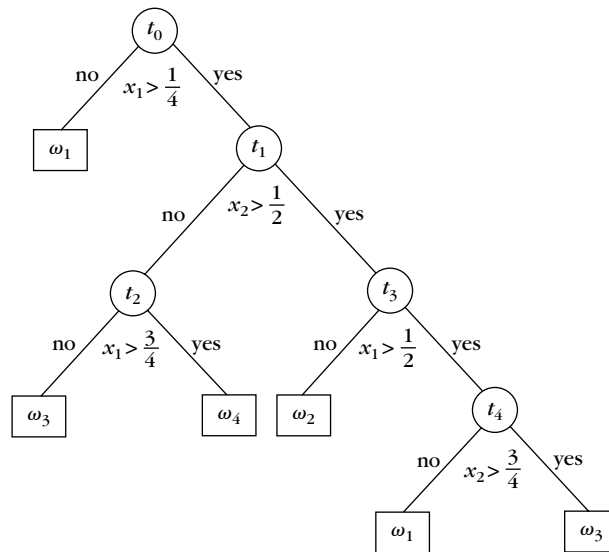 t₀
no
x₁ > 1/4
yes
ω₁
t₁
no
x₂ > 1/2
yes
t₂
t₃
no
x₁ > 3/4
yes
no
x₁ > 1/2
yes
ω₃
ω₄
ω₂
t₄
no
x₂ > 3/4
yes
ω₁
ω₃